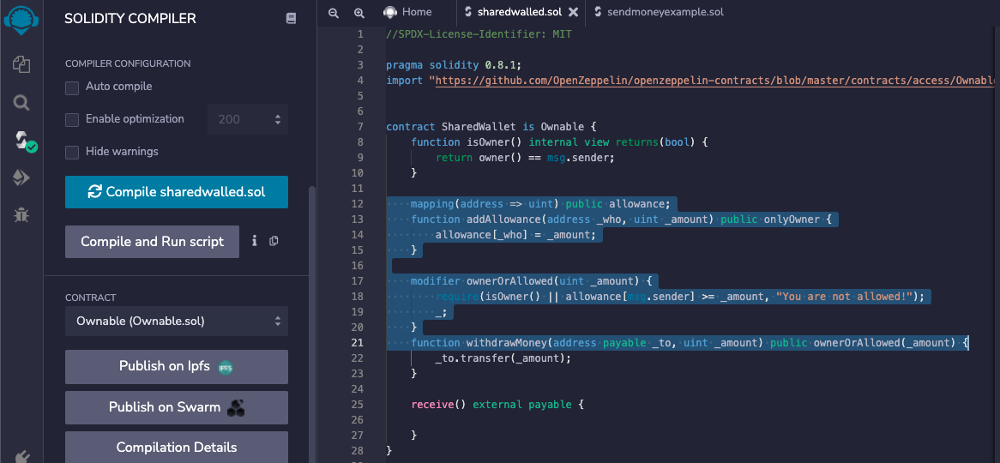 SOLIDITY COMPILER
COMPILER CONFIGURATION
Auto compile
Enable optimization
200
Hide warnings
Compile sharedwalled.sol
Compile and Run script
i
CONTRACT
Ownable (Ownable.sol)
Publish on Ipfs
IPFS
Publish on Swarm
Compilation Details
Home
sharedwalled.sol
sendmoneyexample.sol
1 //SPDX-License-Identifier: MIT
2
3 pragma solidity 0.8.1;
4 import "https://github.com/OpenZeppelin/openzeppelin-contracts/blob/master/contracts/access/Ownabl
5
6
7 contract SharedWallet is Ownable {
8 function isOwner() internal view returns(bool) {
9 return owner() == msg.sender;
10 }
11
12 mapping(address => uint) public allowance;
13 function addAllowance(address _who, uint _amount) public onlyOwner {
14 allowance[_who] = _amount;
15 }
16
17 modifier ownerOrAllowed(uint _amount) {
18 require(isOwner() || allowance[msg.sender] >= _amount, "You are not allowed!");
19 _;
20 }
21 function withdrawMoney(address payable _to, uint _amount) public ownerOrAllowed(_amount) {
22 _to.transfer(_amount);
23 }
24
25 receive() external payable {
26
27 }
28 }